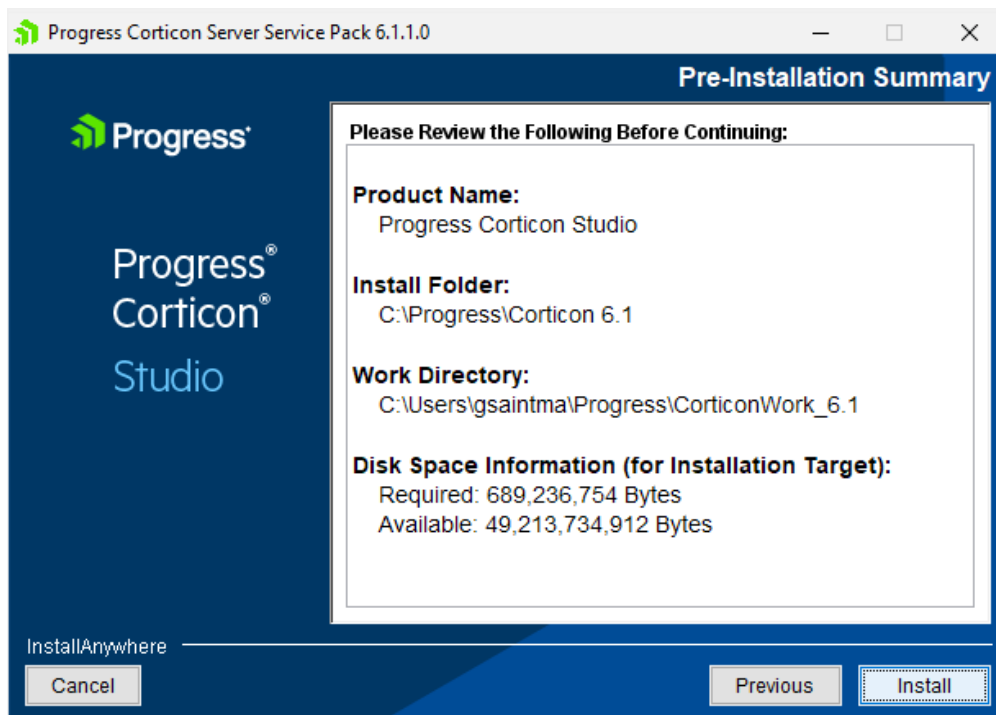 Progress Corticon Server Service Pack 6.1.1.0
Pre-Installation Summary
Progress®
Progress®
Corticon®
Studio
Please Review the Following Before Continuing:
Product Name:
Progress Corticon Studio
Install Folder:
C:\Progress\Corticon 6.1
Work Directory:
C:\Users\gsaintma\Progress\CorticonWork_6.1
Disk Space Information (for Installation Target):
Required: 689,236,754 Bytes
Available: 49,213,734,912 Bytes
InstallAnywhere
Cancel
Previous
Install